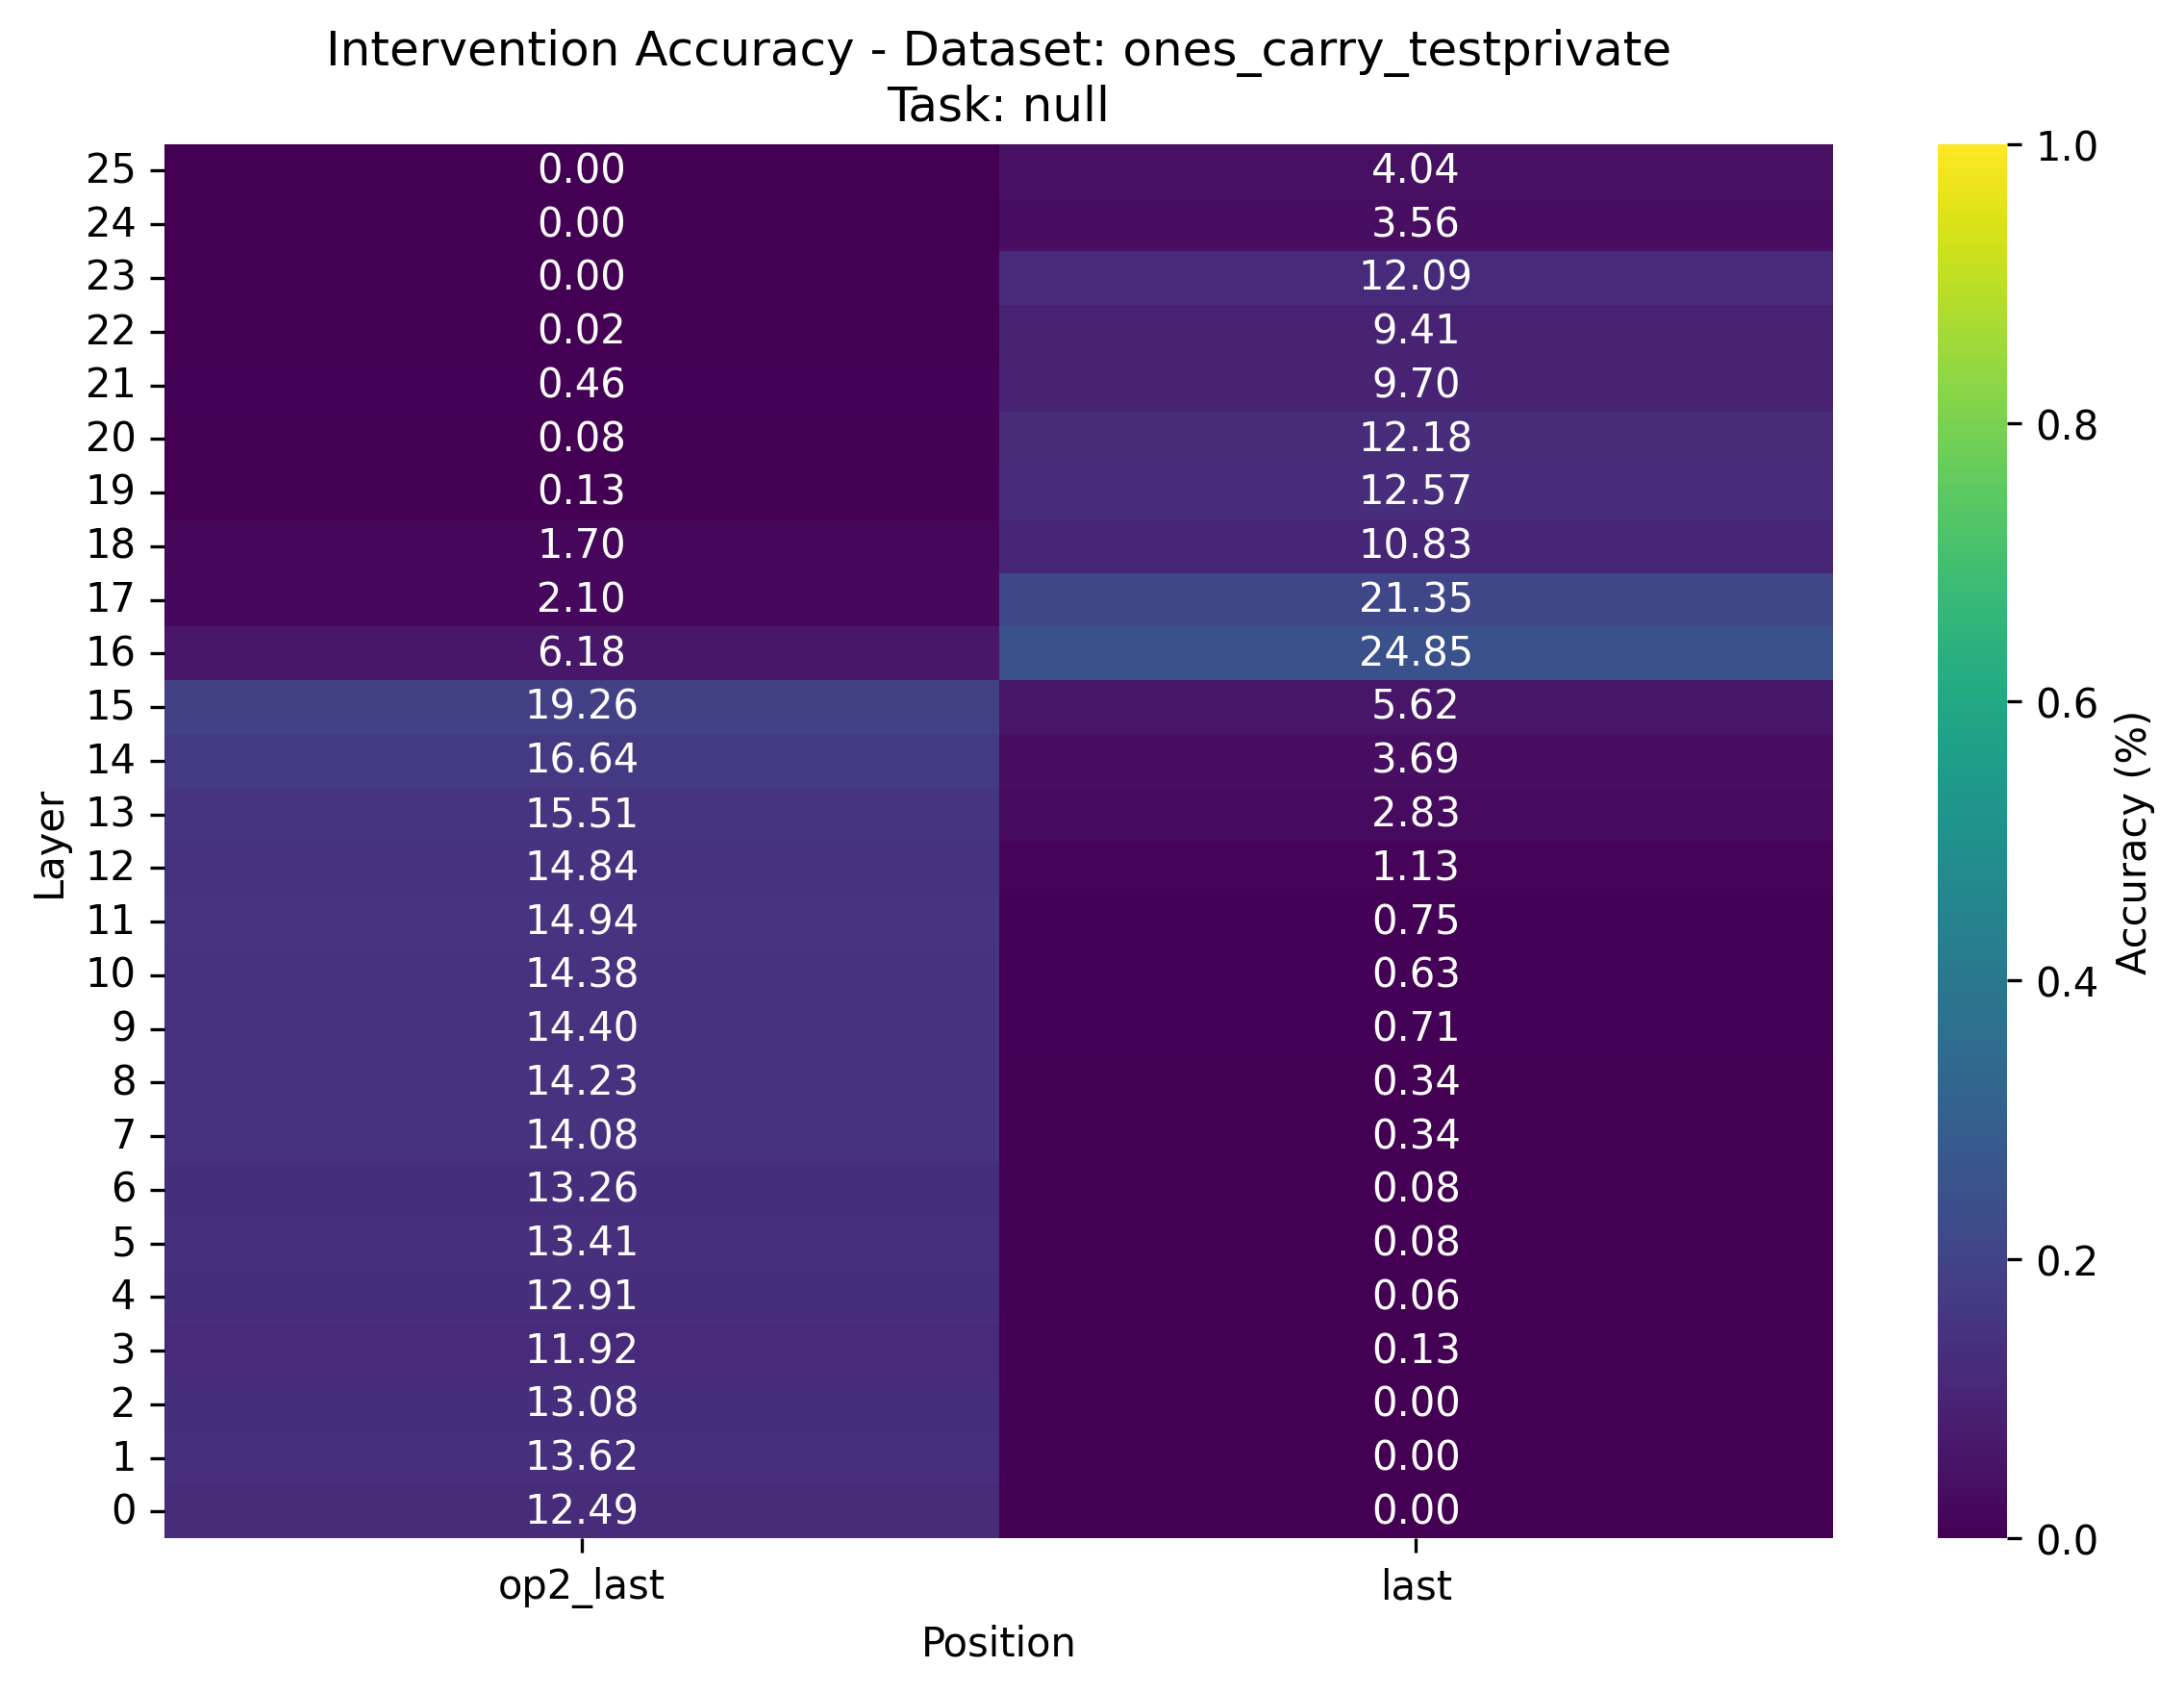 Intervention Accuracy - Dataset: ones_carry_testprivate
Task: null
25 0.00 4.04
24 0.00 3.56
23 0.00 12.09
22 0.02 9.41
21 0.46 9.70
20 0.08 12.18
19 0.13 12.57
18 1.70 10.83
17 2.10 21.35
16 6.18 24.85
15 19.26 5.62
14 16.64 3.69
13 15.51 2.83
12 14.84 1.13
11 14.94 0.75
10 14.38 0.63
9 14.40 0.71
8 14.23 0.34
7 14.08 0.34
6 13.26 0.08
5 13.41 0.08
4 12.91 0.06
3 11.92 0.13
2 13.08 0.00
1 13.62 0.00
0 12.49 0.00
op2_last last
Position
Layer
1.0
0.8
0.6
0.4
0.2
0.0
Accuracy (%)